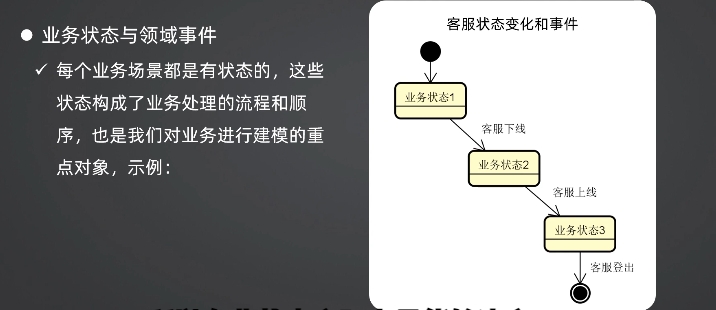 业务状态与领域事件
每个业务场景都是有状态的，这些
状态构成了业务处理的流程和顺
序，也是我们对业务进行建模的重
点对象，示例：
客服状态变化和事件
业务状态1
客服下线
业务状态2
客服上线
业务状态3
客服登出